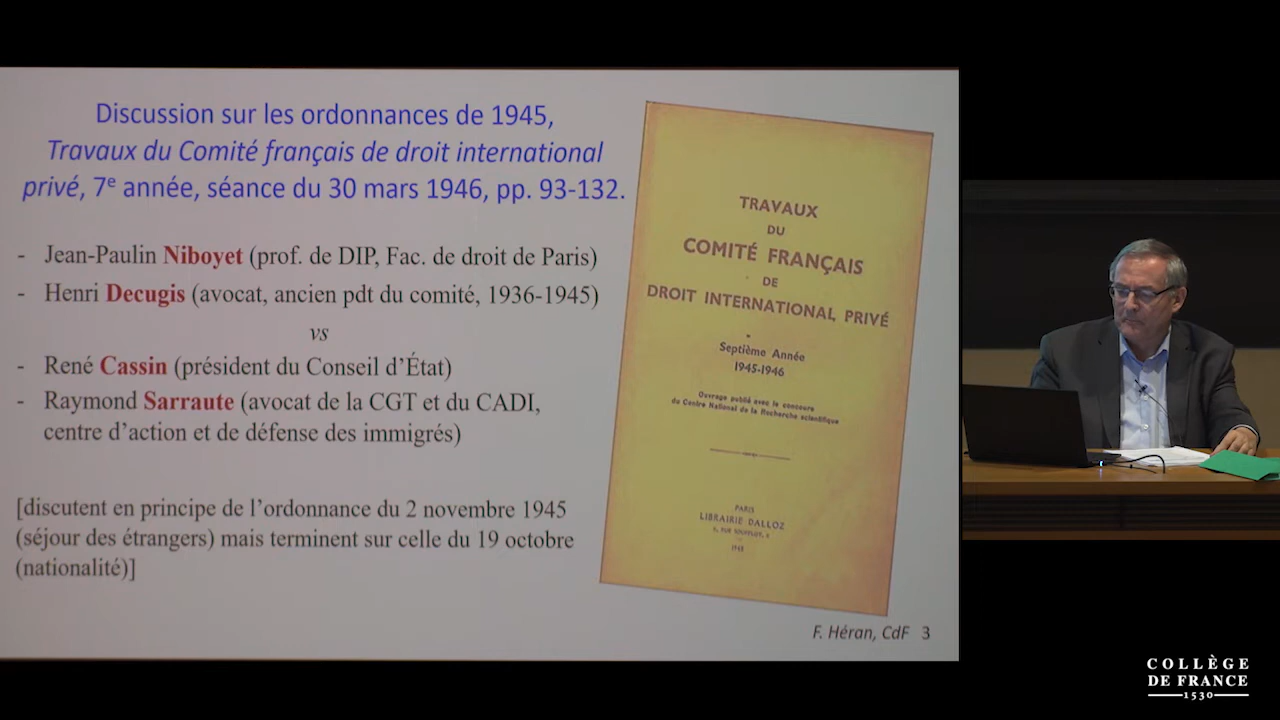 Discussion sur les ordonnances de 1945,
Travaux du Comité français de droit international
privé, 7e année, séance du 30 mars 1946, pp. 93-132.
- Jean-Paulin Niboyet (prof. de DIP, Fac. de droit de Paris)
- Henri Decugis (avocat, ancien pdt du comité, 1936-1945)
vs
- René Cassin (président du Conseil d’État)
- Raymond Sarraute (avocat de la CGT et du CADI,
centre d’action et de défense des immigrés)
[discutent en principe de l’ordonnance du 2 novembre 1945
(séjour des étrangers) mais terminent sur celle du 19 octobre
(nationalité)]
TRAVAUX
DU
COMITÉ FRANÇAIS
DE
DROIT INTERNATIONAL PRIVÉ
Septième Année
1945-1946
Ouvrage publié avec le concours
du Centre National de la Recherche scientifique
PARIS
LIBRAIRIE DALLOZ
RUE SOUFFLOT
F. Héran, CdF 3
COLLÈGE
DE FRANCE
1530